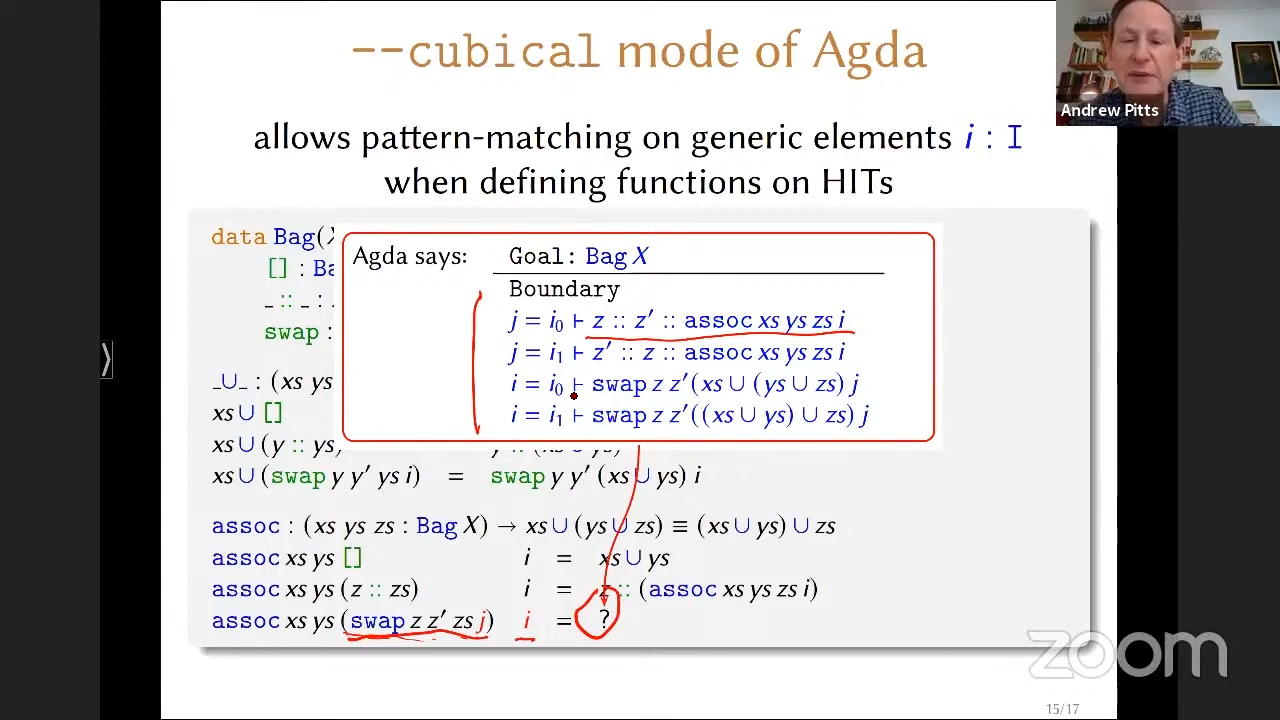 --cubical mode of Agda
Andrew Pitts
allows pattern-matching on generic elements i : I
when defining functions on HITs
data Bag(X
[] : Ba
_ :: _ :
swap :
Agda says:
Goal: Bag X
Boundary
j = i₀ ⊢ z :: z′ :: assoc xs ys zs i
j = i₁ ⊢ z′ :: z :: assoc xs ys zs i
i = i₀ ⊢ swap z z′(xs ∪ (ys ∪ zs) j
i = i₁ ⊢ swap z z′((xs ∪ ys) ∪ zs) j
_∪_ : (xs ys
xs ∪ []
xs ∪ (y :: ys)
xs ∪ (swap y y′ ys i) = swap y y′ (xs ∪ ys) i
assoc : (xs ys zs : Bag X) → xs ∪ (ys ∪ zs) ≡ (xs ∪ ys) ∪ zs
assoc xs ys [] i = xs ∪ ys
assoc xs ys (z :: zs) i = z :: (assoc xs ys zs i)
assoc xs ys (swap z z′ zs j) i = ?
zoom
15/17